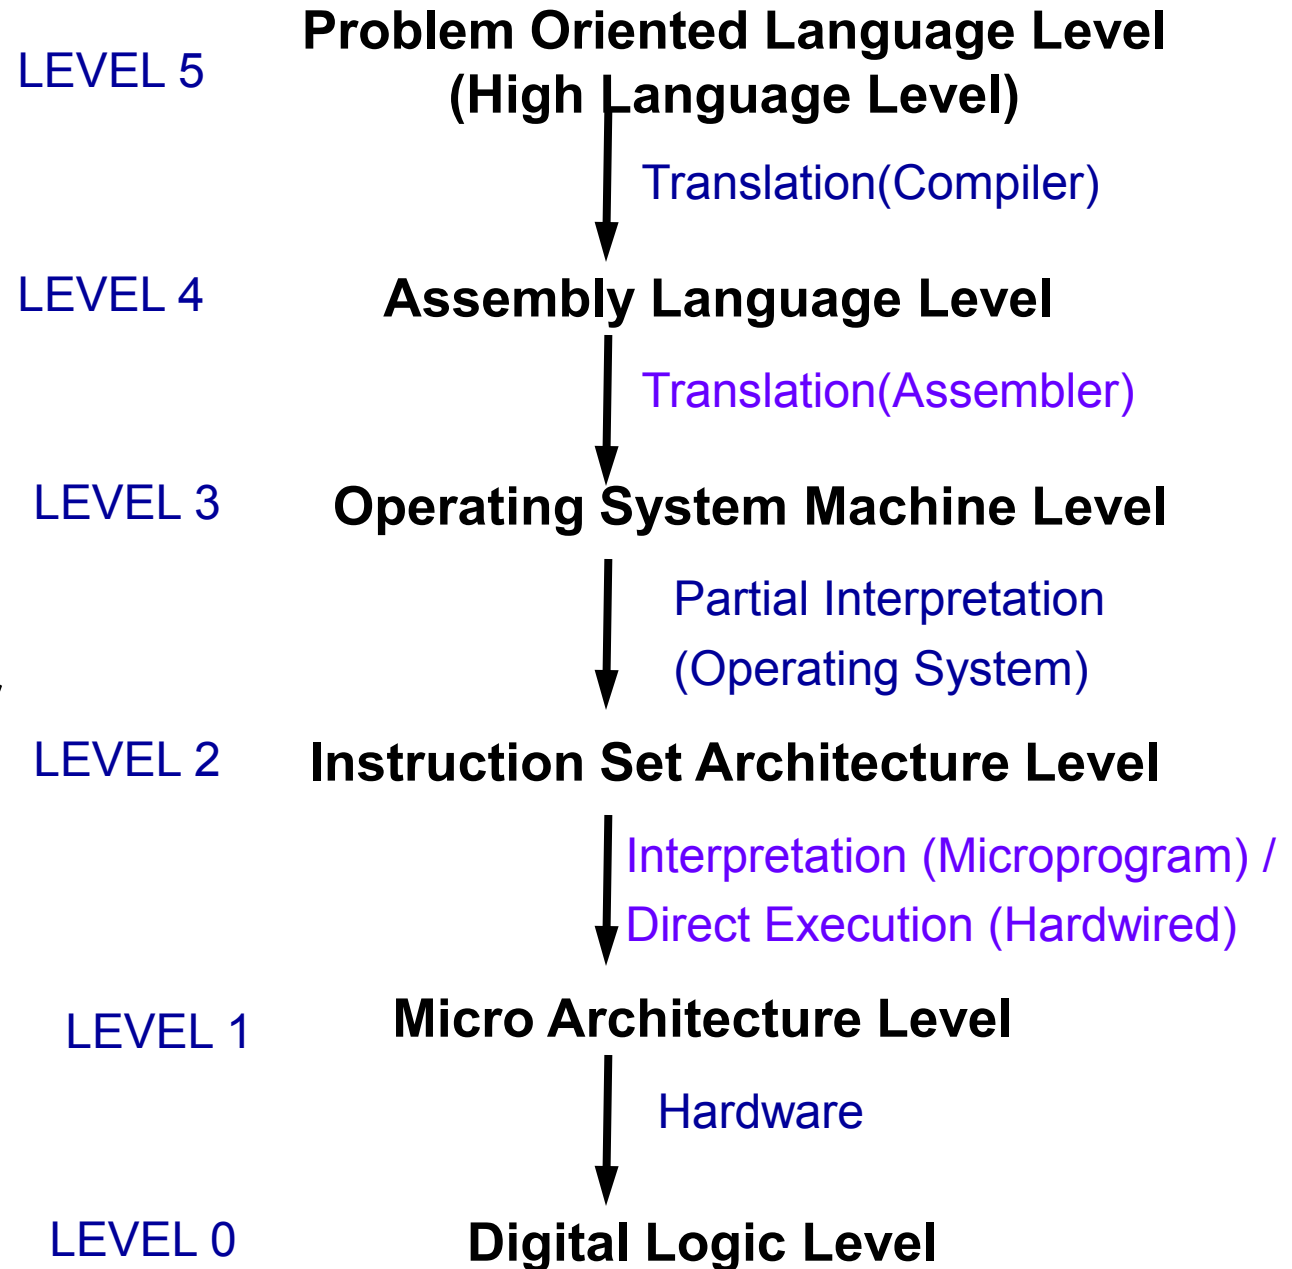 Problem Oriented Language Level
LEVEL 5
(High Language Level)
Translation(Compiler)
LEVEL 4
Assembly Language Level
Translation(Assembler)
LEVEL 3
Operating System Machine Level
Partial Interpretation
(Operating System)
LEVEL 2
Instruction Set Architecture Level
Interpretation (Microprogram) /
Direct Execution (Hardwired)
LEVEL 1
Micro Architecture Level
Hardware
LEVEL 0
Digital Logic Level